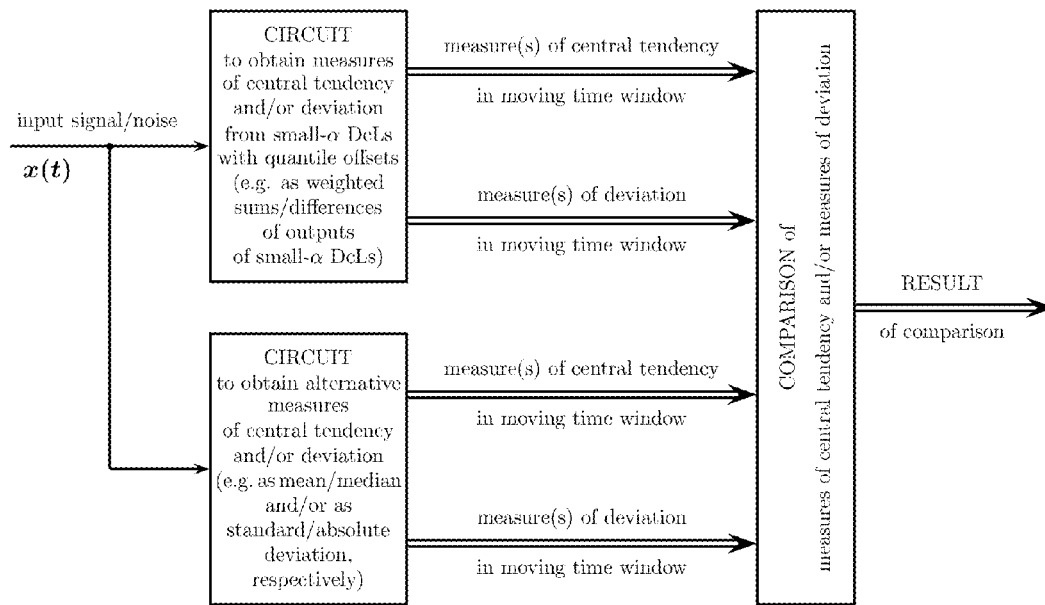 input signal/noise
x(t)
CIRCUIT
to obtain measures
of central tendency
and/or deviation
from small-α DcLs
with quantile offsets
(e.g. as weighted
sums/differences
of outputs
of small-α DcLs)
measure(s) of central tendency
in moving time window
measure(s) of deviation
in moving time window
CIRCUIT
to obtain alternative
measures
of central tendency
and/or deviation
(e.g. as mean/median
and/or as
standard/absolute
deviation,
respectively)
measure(s) of central tendency
in moving time window
measure(s) of deviation
in moving time window
COMPARISON of
measures of central tendency and/or measures of deviation
RESULT
of comparison